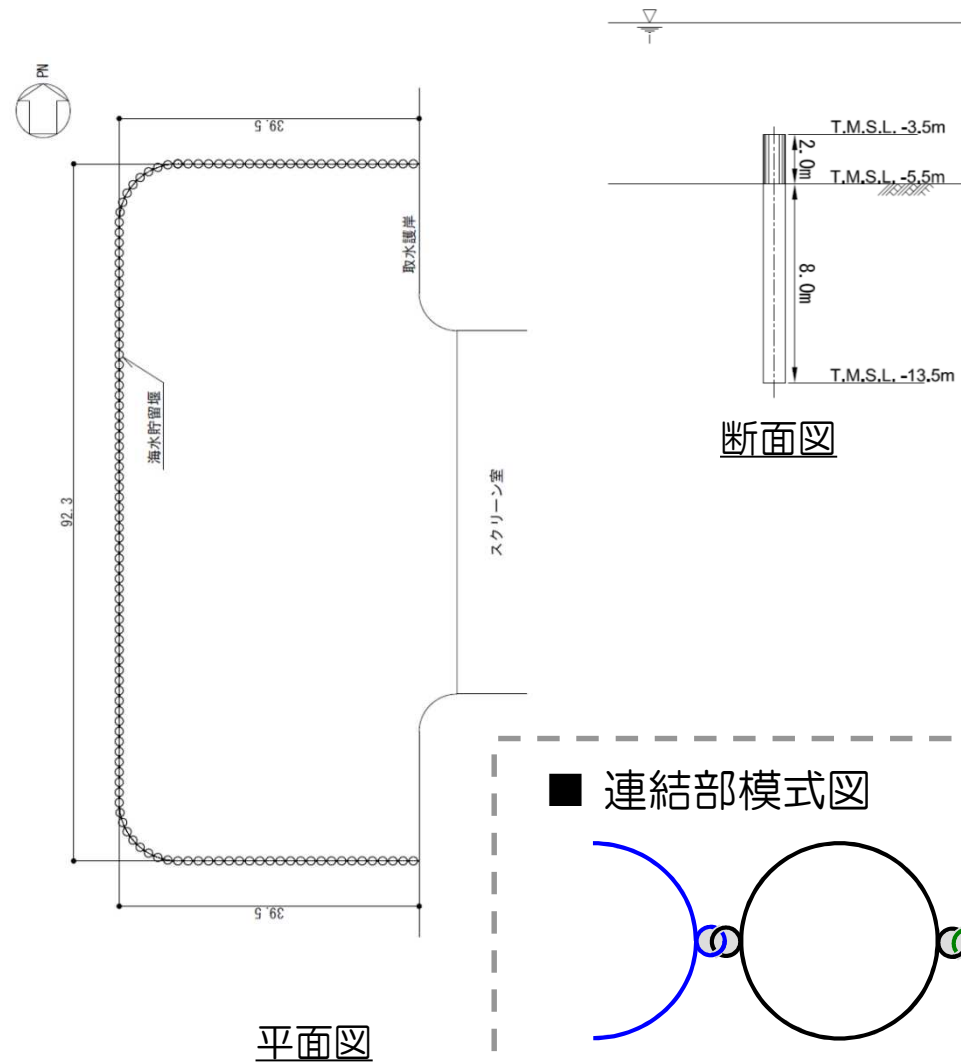 PN
39.5
取水護岸
海水貯留堰
92.3
スクリーン室
39.5
平面図
T.M.S.L. -3.5m
2.0m
T.M.S.L. -5.5m
8.0m
T.M.S.L. -13.5m
断面図
■ 連結部模式図